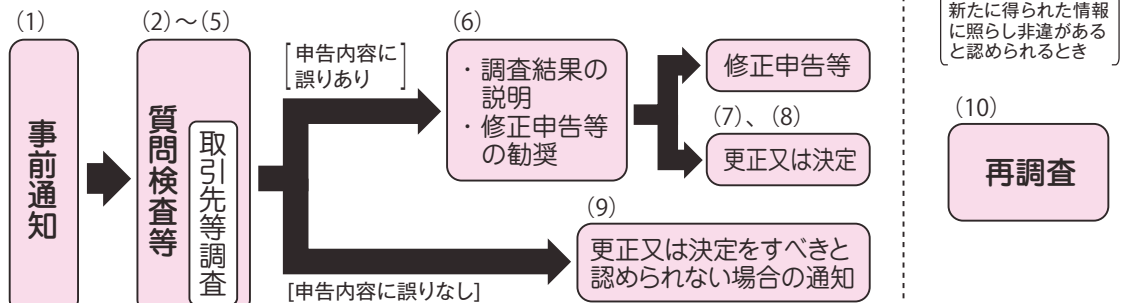 (1)
事前通知
(2)～(5)
質問検査等
取引先等調査
[申告内容に
誤りあり]
(6)
・調査結果の
説明
・修正申告等
の勧奨
修正申告等
(7)、(8)
更正又は決定
[申告内容に誤りなし]
(9)
更正又は決定をすべきと
認められない場合の通知
新たに得られた情報
に照らし非違がある
と認められるとき
(10)
再調査